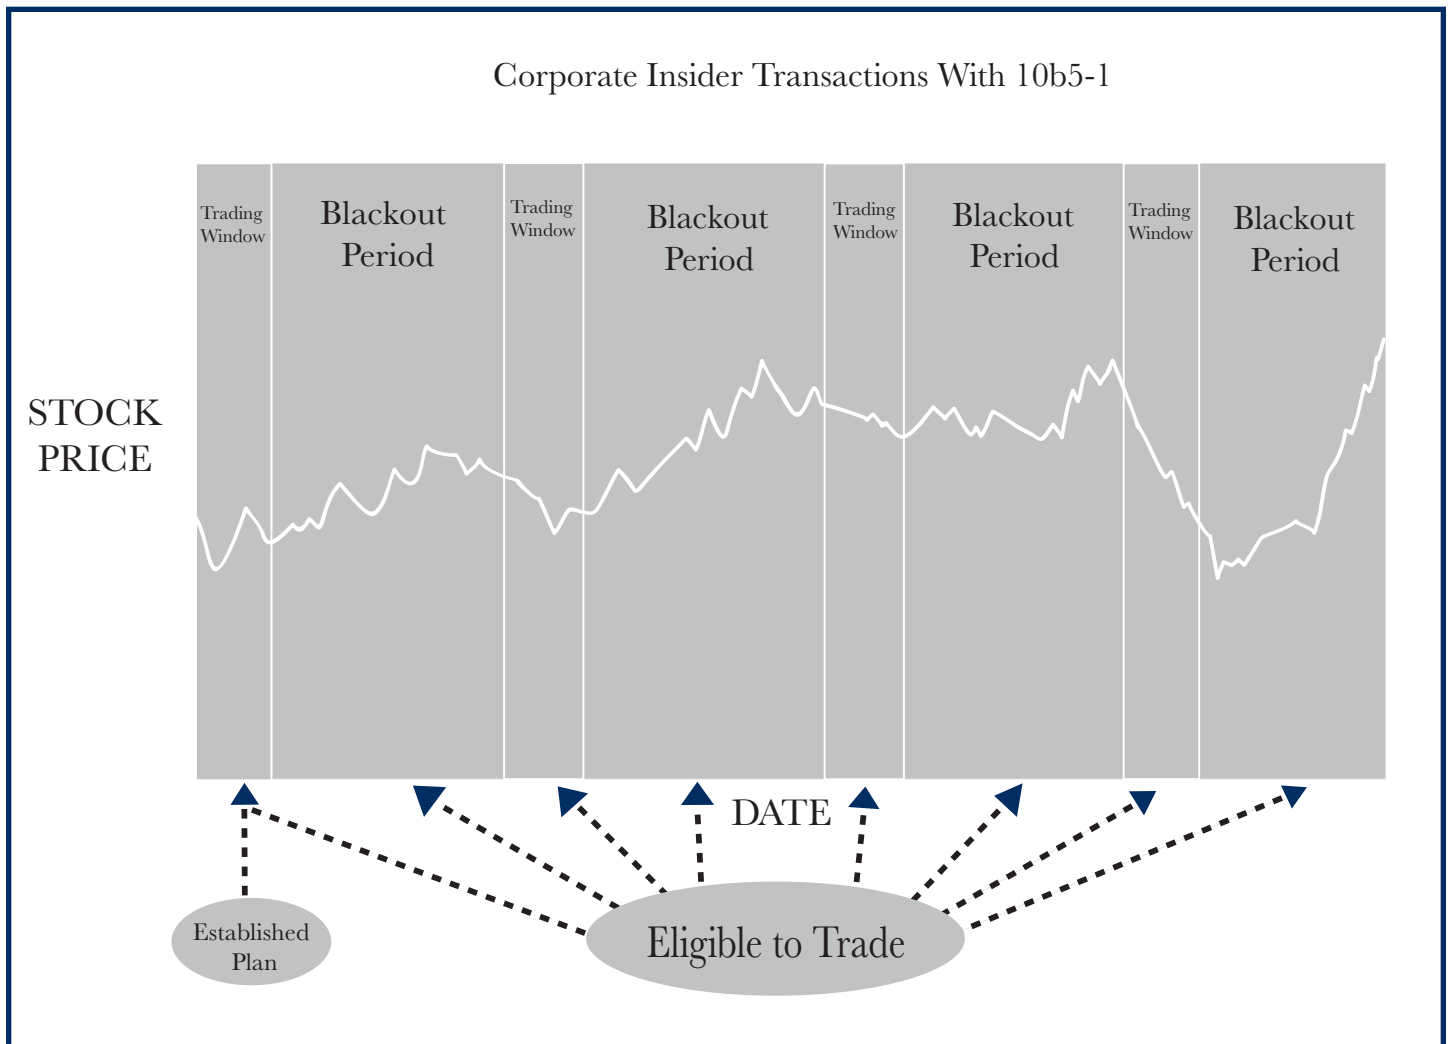 Corporate Insider Transactions With 10b5-1
Trading
Window
Blackout
Period
Trading
Window
Blackout
Period
Trading
Window
Blackout
Period
Trading
Window
Blackout
Period
STOCK
PRICE
DATE
Established
Plan
Eligible to Trade